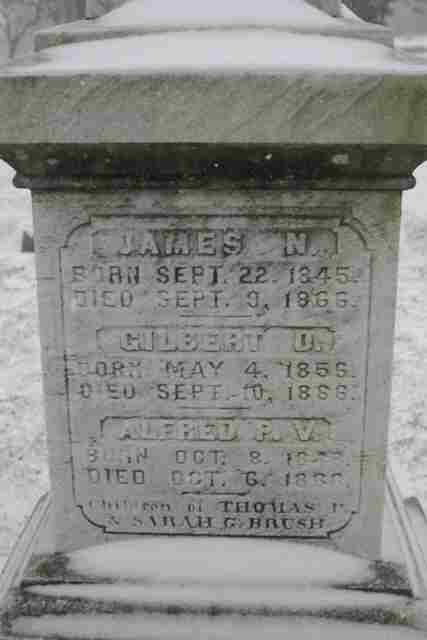 JAMES N.
BORN SEPT. 22. 1845.
DIED SEPT. 9, 1866.
GILBERT D.
BORN MAY 4. 1856.
DIED SEPT. 10, 1866.
ALFRED P. V.
BORN OCT. 8.
DIED OCT. 6. 1866.
Children of THOMAS
& SARAH G. BRUSH